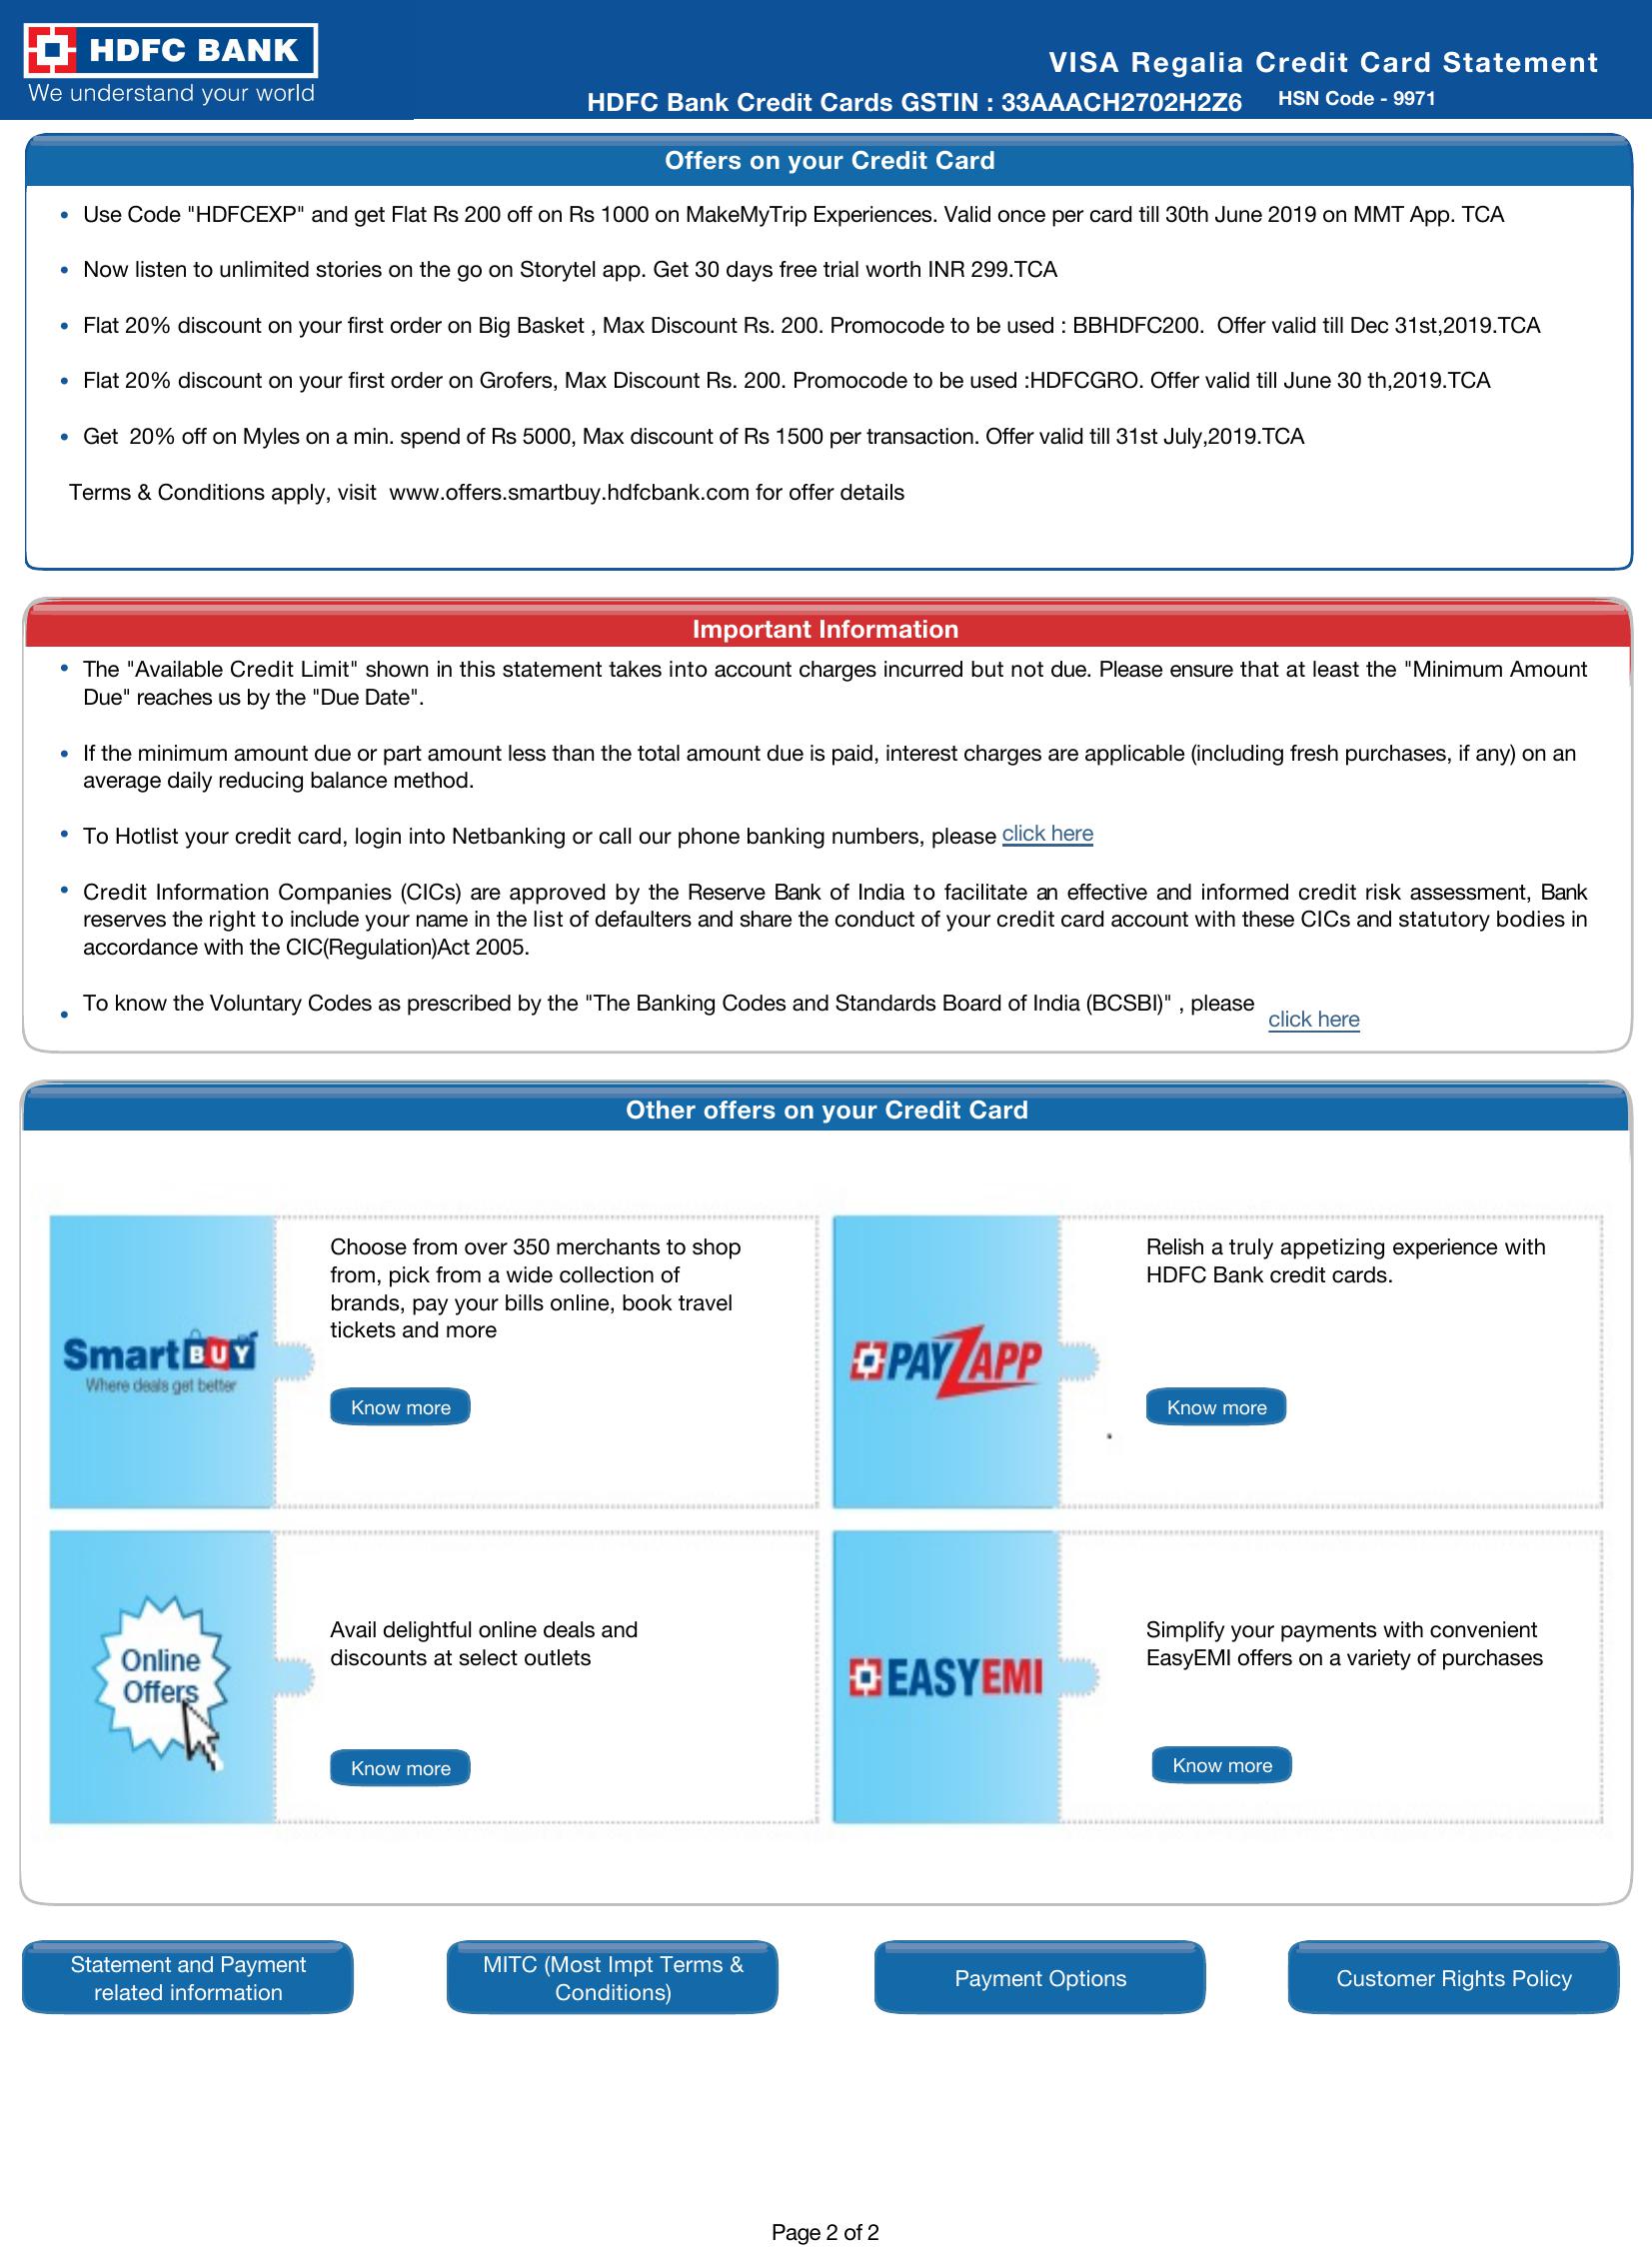 HDFC BANK
We understand your world
VISA Regalia Credit Card Statement
HDFC Bank Credit Cards GSTIN : 33AAACH2702H2Z6 HSN Code - 9971
Offers on your Credit Card
• Use Code "HDFCEXP" and get Flat Rs 200 off on Rs 1000 on MakeMyTrip Experiences. Valid once per card till 30th June 2019 on MMT App. TCA
• Now listen to unlimited stories on the go on Storytel app. Get 30 days free trial worth INR 299.TCA
• Flat 20% discount on your first order on Big Basket , Max Discount Rs. 200. Promocode to be used : BBHDFC200.  Offer valid till Dec 31st,2019.TCA
• Flat 20% discount on your first order on Grofers, Max Discount Rs. 200. Promocode to be used :HDFCGRO. Offer valid till June 30 th,2019.TCA
• Get  20% off on Myles on a min. spend of Rs 5000, Max discount of Rs 1500 per transaction. Offer valid till 31st July,2019.TCA
Terms & Conditions apply, visit  www.offers.smartbuy.hdfcbank.com for offer details
Important Information
• The "Available Credit Limit" shown in this statement takes into account charges incurred but not due. Please ensure that at least the "Minimum Amount
Due" reaches us by the "Due Date".
• If the minimum amount due or part amount less than the total amount due is paid, interest charges are applicable (including fresh purchases, if any) on an
average daily reducing balance method.
• To Hotlist your credit card, login into Netbanking or call our phone banking numbers, please click here
• Credit Information Companies (CICs) are approved by the Reserve Bank of India to facilitate an effective and informed credit risk assessment, Bank
reserves the right to include your name in the list of defaulters and share the conduct of your credit card account with these CICs and statutory bodies in
accordance with the CIC(Regulation)Act 2005.
• To know the Voluntary Codes as prescribed by the "The Banking Codes and Standards Board of India (BCSBI)" , please click here
Other offers on your Credit Card
SmartBUY
Where deals get better
Choose from over 350 merchants to shop
from, pick from a wide collection of
brands, pay your bills online, book travel
tickets and more
Know more
PAYZAPP
Relish a truly appetizing experience with
HDFC Bank credit cards.
Know more
Online
Offers
Avail delightful online deals and
discounts at select outlets
Know more
EASYEMI
Simplify your payments with convenient
EasyEMI offers on a variety of purchases
Know more
Statement and Payment
related information
MITC (Most Impt Terms &
Conditions)
Payment Options
Customer Rights Policy
Page 2 of 2